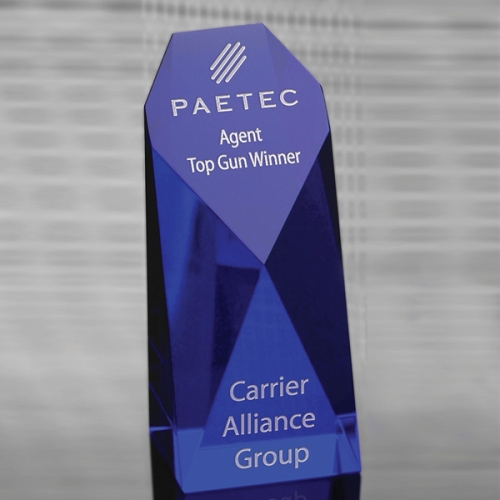 PAETEC
Agent
Top Gun Winner
Carrier
Alliance
Group